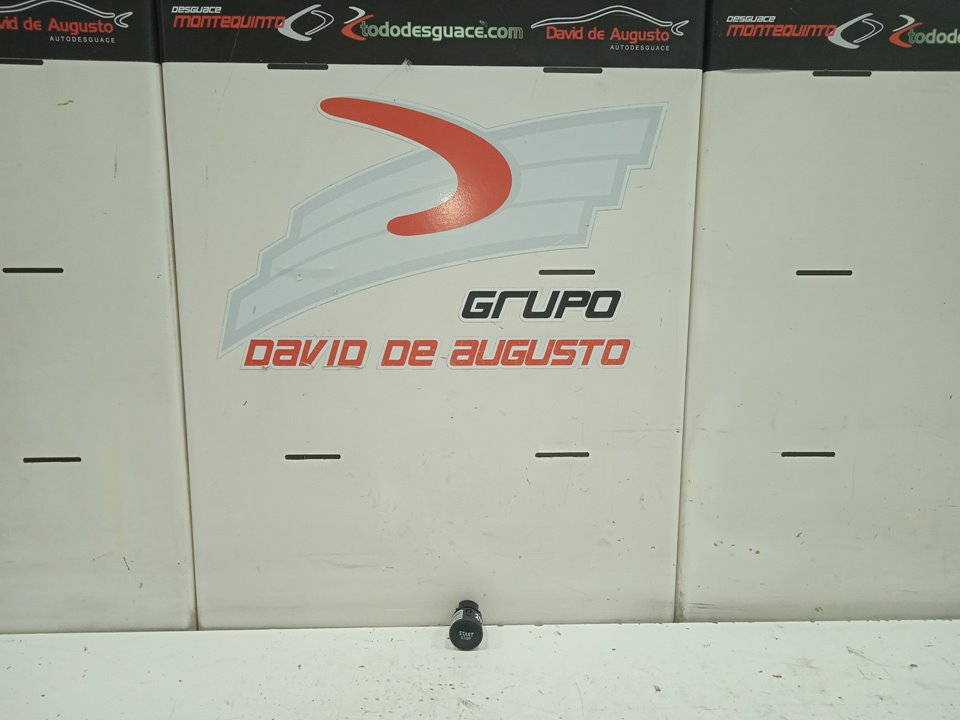 David de Augusto
AUTODESGUACE
DESGUACE
MONTEQUINTO
tododesguace.com
David de Augusto
AUTODESGUACE
DESGUACE
MONTEQUINTO
GRUPO
DAVID DE AUGUSTO
START
STOP